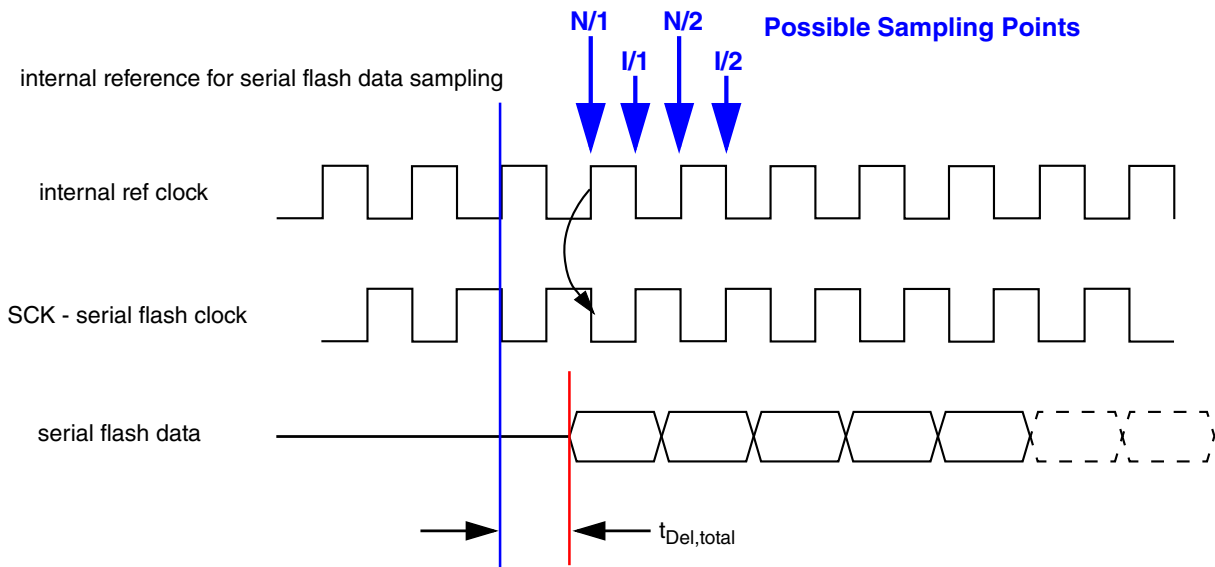 N/1
N/2
Possible Sampling Points
I/1
I/2
internal reference for serial flash data sampling
internal ref clock
SCK - serial flash clock
serial flash data
tDel,total